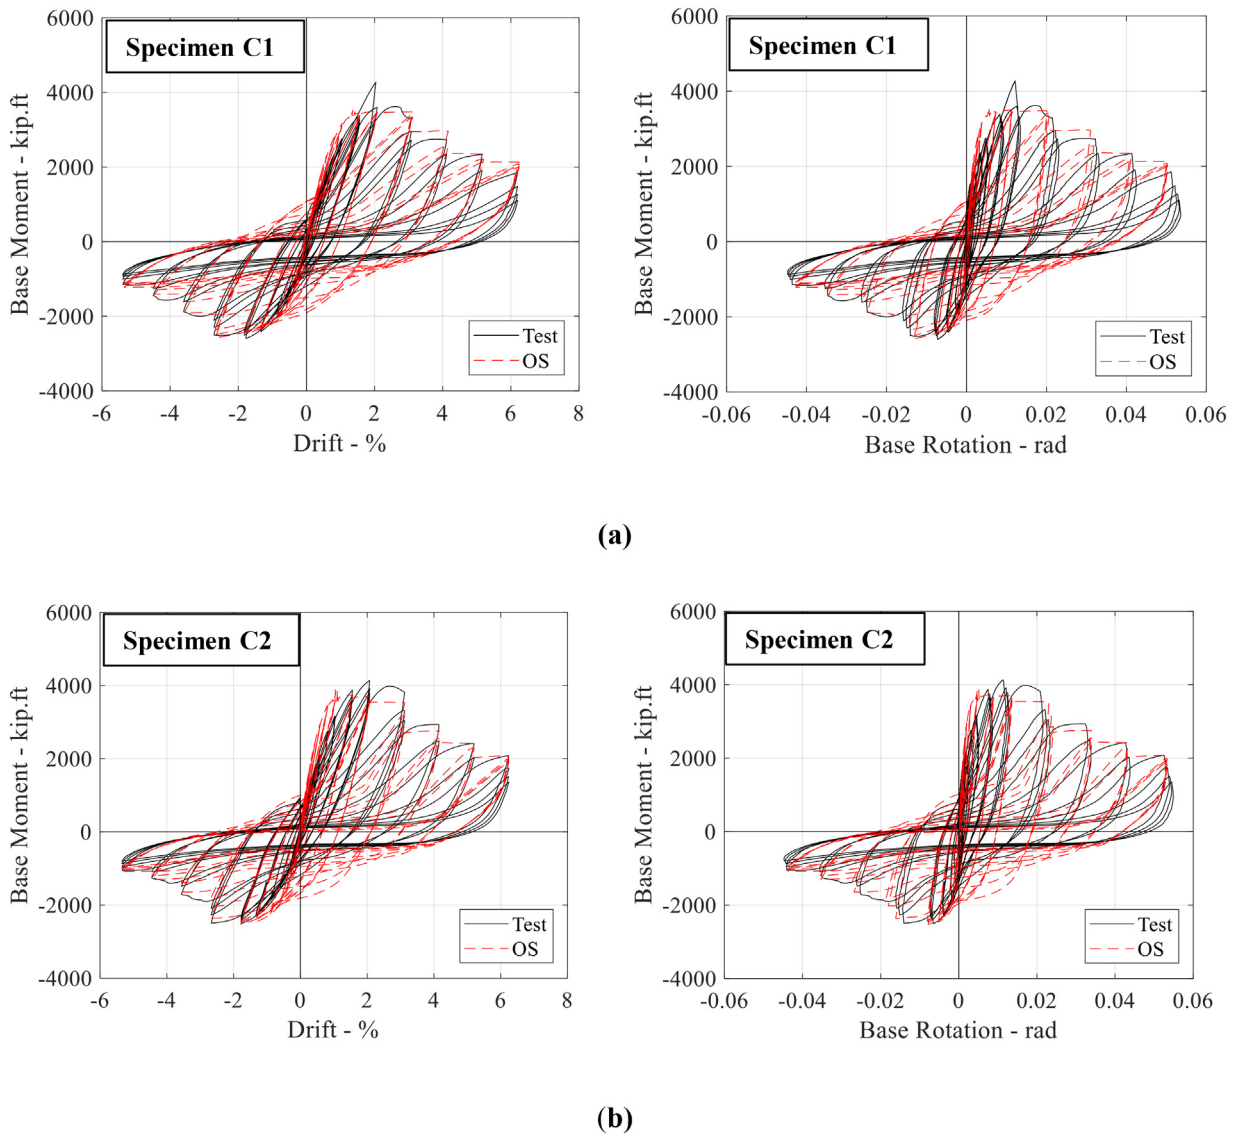 Specimen C1
6000
4000
2000
0
-2000
-4000
Base Moment - kip.ft
-6 -4 -2 0 2 4 6 8
Drift - %
Test
OS
Specimen C1
6000
4000
2000
0
-2000
-4000
Base Moment - kip.ft
-0.06 -0.04 -0.02 0 0.02 0.04 0.06
Base Rotation - rad
Test
OS
(a)
Specimen C2
6000
4000
2000
0
-2000
-4000
Base Moment - kip.ft
-6 -4 -2 0 2 4 6 8
Drift - %
Test
OS
Specimen C2
6000
4000
2000
0
-2000
-4000
Base Moment - kip.ft
-0.06 -0.04 -0.02 0 0.02 0.04 0.06
Base Rotation - rad
Test
OS
(b)